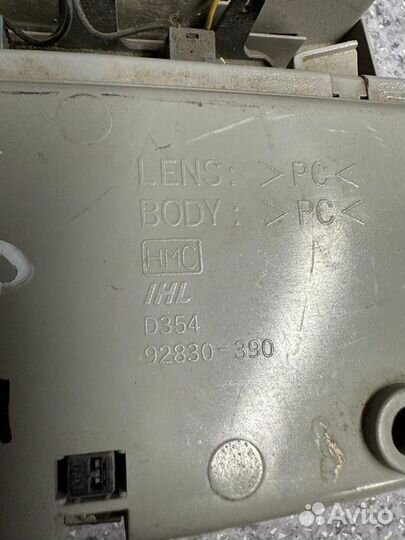 LENS: >PC<
BODY: >PC<
HMC
IHL
D354
92830-390
Avito